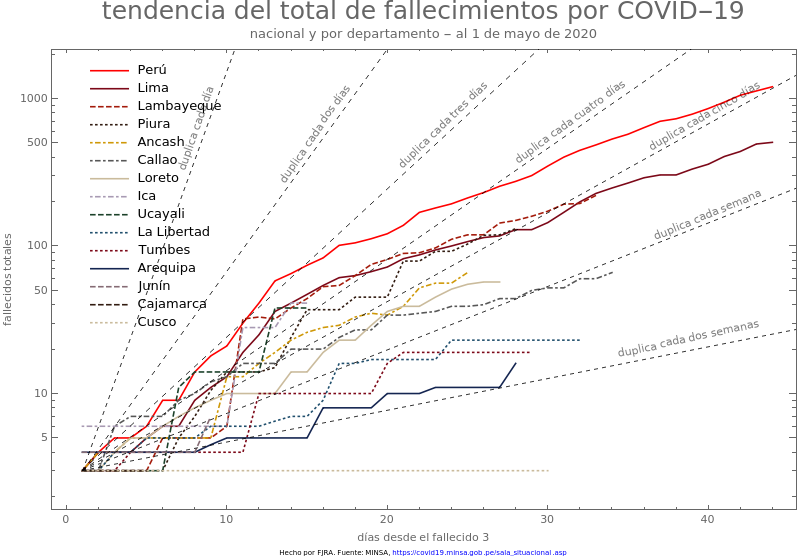 tendencia del total de fallecimientos por COVID−19
nacional y por departamento − al 1 de mayo de 2020
Perú
Lima
Lambayeque
Piura
Ancash
Callao
Loreto
Ica
Ucayali
La Libertad
Tumbes
Arequipa
Junín
Cajamarca
Cusco
duplica cada día
duplica cada dos días
duplica cada tres días
duplica cada cuatro días
duplica cada cinco días
duplica cada semana
duplica cada dos semanas
fallecidos totales
1000
500
100
50
10
5
0 10 20 30 40
días desde el fallecido 3
Hecho por FJRA. Fuente: MINSA, https://covid19.minsa.gob.pe/sala_situacional.asp